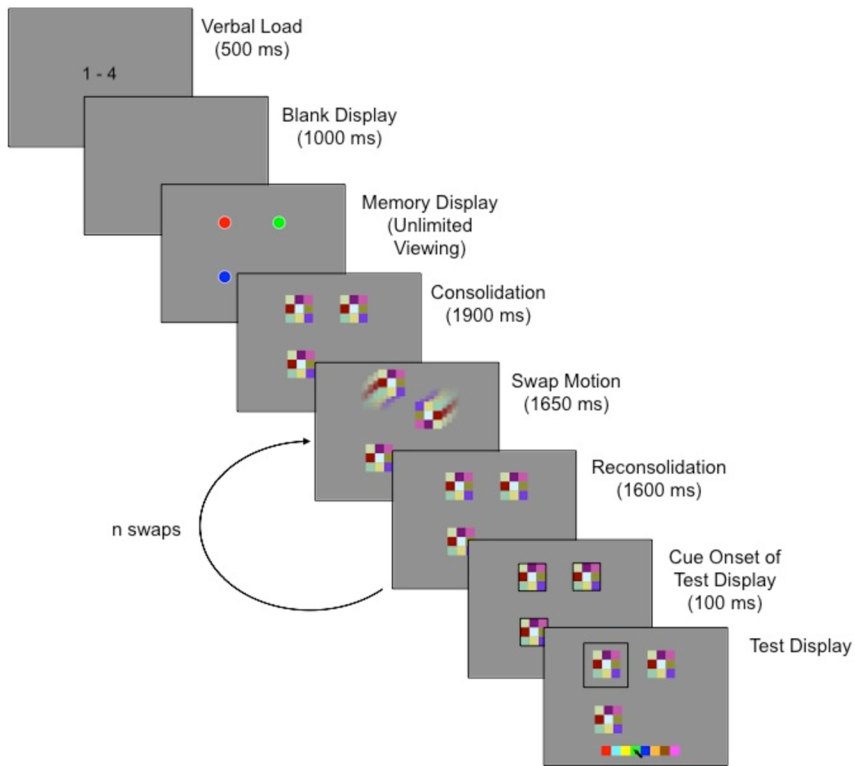 Verbal Load
(500 ms)
1 - 4
Blank Display
(1000 ms)
Memory Display
(Unlimited
Viewing)
Consolidation
(1900 ms)
Swap Motion
(1650 ms)
Reconsolidation
(1600 ms)
n swaps
Cue Onset of
Test Display
(100 ms)
Test Display